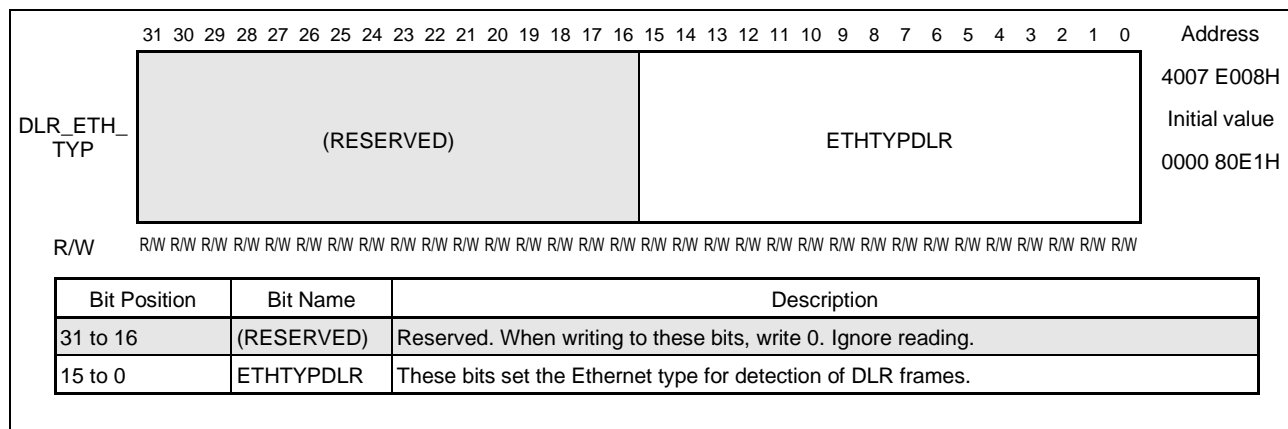 31 30 29 28 27 26 25 24 23 22 21 20 19 18 17 16 15 14 13 12 11 10 9 8 7 6 5 4 3 2 1 0 Address
4007 E008H
DLR_ETH_
TYP
(RESERVED) ETHTYPDLR
Initial value
0000 80E1H
R/W R/W R/W R/W R/W R/W R/W R/W R/W R/W R/W R/W R/W R/W R/W R/W R/W R/W R/W R/W R/W R/W R/W R/W R/W R/W R/W R/W R/W R/W R/W R/W R/W
Bit Position Bit Name Description
31 to 16 (RESERVED) Reserved. When writing to these bits, write 0. Ignore reading.
15 to 0 ETHTYPDLR These bits set the Ethernet type for detection of DLR frames.